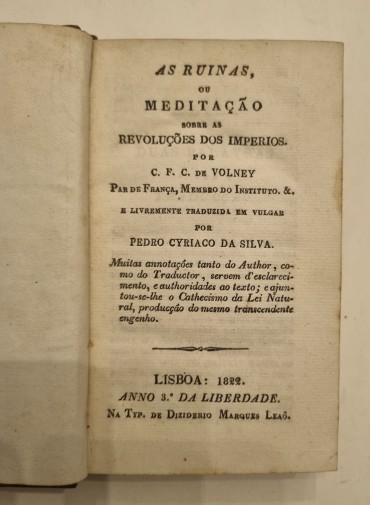 AS RUINAS,
OU
MEDITAÇÃO
SOBRE AS
REVOLUÇÕES DOS IMPERIOS.
POR
C. F. C. DE VOLNEY
PAR DE FRANÇA, MEMBRO DO INSTITUTO. &.
E LIVREMENTE TRADUZIDA EM VULGAR
POR
PEDRO CYRIACO DA SILVA.
Muitas annotações tanto do Author, co-
mo do Traductor, servem d'esclareci-
mento, e authoridades ao texto; e ajun-
tou-se-lhe o Cathecismo da Lei Natu-
ral, producção do mesmo transcendente
engenho.
LISBOA: 1822.
ANNO 3.º DA LIBERDADE.
NA TYP. DE DIZIDERIO MARQUES LEAÕ.